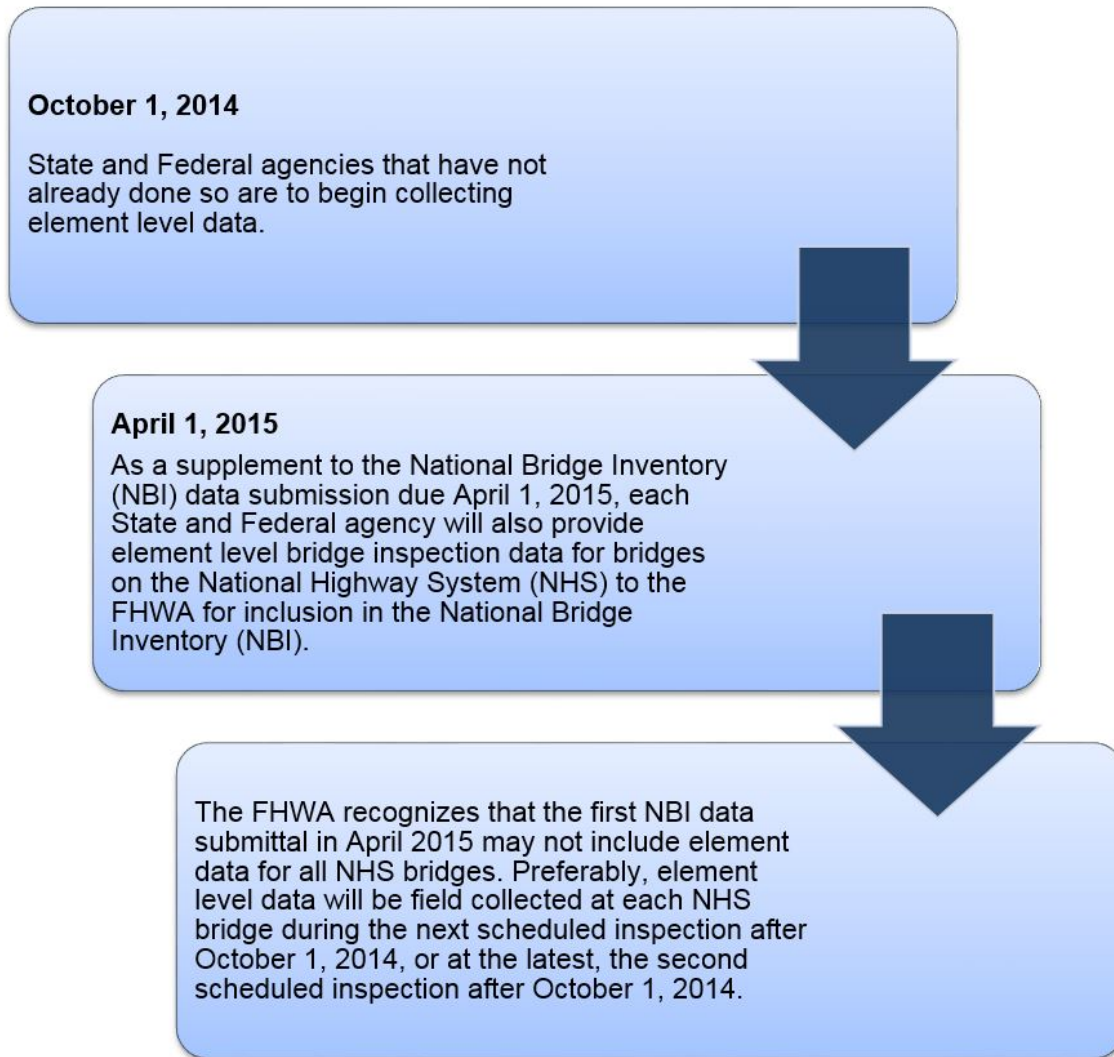 October 1, 2014
State and Federal agencies that have not
already done so are to begin collecting
element level data.
April 1, 2015
As a supplement to the National Bridge Inventory
(NBI) data submission due April 1, 2015, each
State and Federal agency will also provide
element level bridge inspection data for bridges
on the National Highway System (NHS) to the
FHWA for inclusion in the National Bridge
Inventory (NBI).
The FHWA recognizes that the first NBI data
submittal in April 2015 may not include element
data for all NHS bridges. Preferably, element
level data will be field collected at each NHS
bridge during the next scheduled inspection after
October 1, 2014, or at the latest, the second
scheduled inspection after October 1, 2014.